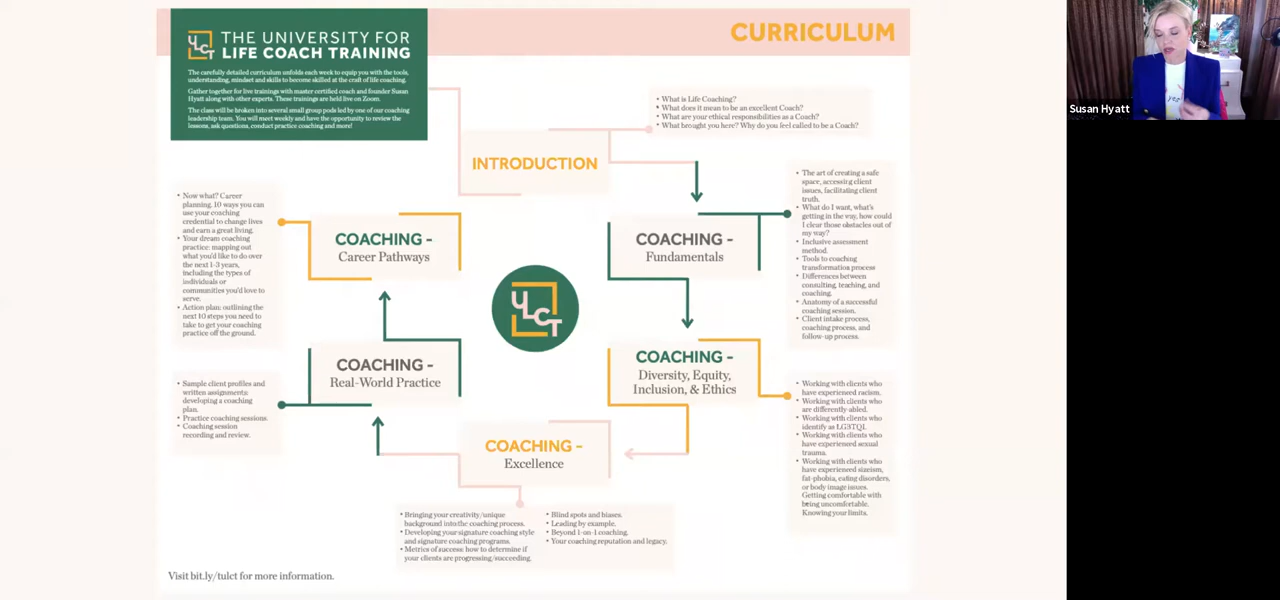 THE UNIVERSITY FOR
LIFE COACH TRAINING
The carefully detailed curriculum unfolds each week to equip you with the tools,
understanding, mindset and skills to become skilled at the craft of life coaching.
Gather together for live trainings with master certified coach and founder Susan
Hyatt along with other experts. These trainings are held live on Zoom.
The class will be broken into several small group pods led by one of our coaching
leadership team. You will meet weekly and have the opportunity to review the
lessons, ask questions, conduct practice coaching and more!
CURRICULUM
INTRODUCTION
• What is Life Coaching?
• What does it mean to be an excellent Coach?
• What are your ethical responsibilities as a Coach?
• What brought you here? Why do you feel called to be a Coach?
COACHING -
Fundamentals
• The art of creating a safe
space, accessing client
issues, facilitating client
truth.
• What do I want, what's
getting in the way, how could
I clear those obstacles out of
my way?
• Inclusive assessment
method.
• Tools to coaching
transformation process
• Differences between
consulting, teaching, and
coaching.
• Anatomy of a successful
coaching session.
• Client intake process,
coaching process, and
follow-up process.
COACHING -
Diversity, Equity,
Inclusion, & Ethics
• Working with clients who
have experienced racism.
• Working with clients who
are differently abled.
• Working with clients who
identify as LGBTQI.
• Working with clients who
have experienced sexual
trauma.
• Working with clients who
have experienced sizeism,
fat-phobia, eating disorders,
or body image issues.
Getting comfortable with
being uncomfortable.
Knowing your limits.
COACHING -
Excellence
• Bringing your creativity/unique
background into the coaching process.
• Developing your signature coaching style
and signature coaching programs.
• Metrics of success: how to determine if
your clients are progressing/succeeding.
• Blind spots and biases.
• Leading by example.
• Beyond 1-on-1 coaching.
• Your coaching reputation and legacy.
COACHING -
Real-World Practice
• Sample client profiles and
written assignments:
developing a coaching
plan.
• Practice coaching sessions.
• Coaching session
recording and review.
COACHING -
Career Pathways
• Now what? Career
planning. 10 ways you can
use your coaching
credential to change lives
and earn a great living.
• Your dream coaching
practice: mapping out
what you'd like to do over
the next 1-3 years,
including the types of
individuals or
communities you'd love to
serve.
• Action plan: outlining the
next 10 steps you need to
take to get your coaching
practice off the ground.
ULCT
Visit bit.ly/tulct for more information.
Susan Hyatt
yes